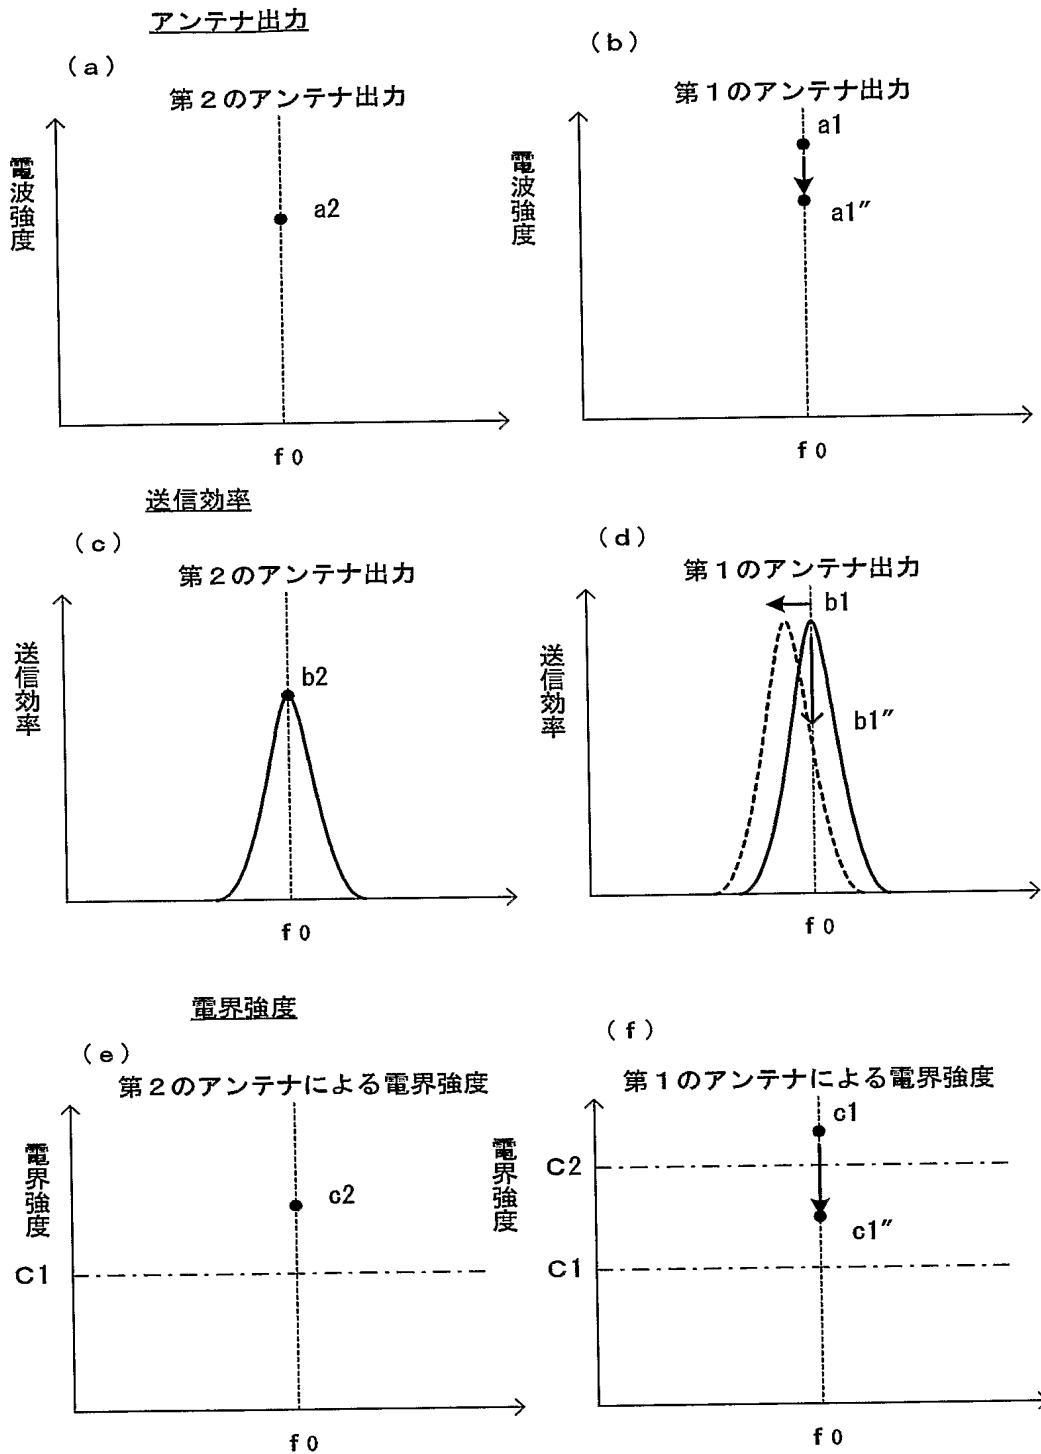 アンテナ出力
(a)
第2のアンテナ出力
電波強度
a2
f0
(b)
第1のアンテナ出力
電波強度
a1
a1″
f0
送信効率
(c)
第2のアンテナ出力
送信効率
b2
f0
(d)
第1のアンテナ出力
送信効率
b1
b1″
f0
電界強度
(e)
第2のアンテナによる電界強度
電界強度
c2
C1
f0
(f)
第1のアンテナによる電界強度
電界強度
c1
C2
c1″
C1
f0